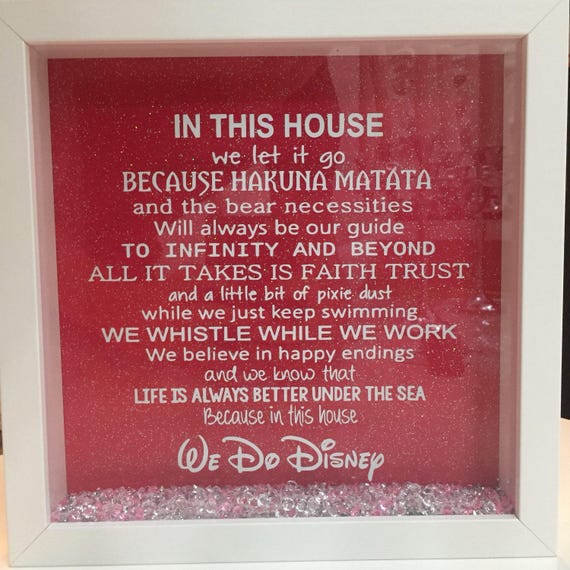 IN THIS HOUSE
we let it go
BECAUSE HAKUNA MATATA
and the bear necessities
Will always be our guide
TO INFINITY AND BEYOND
ALL IT TAKES IS FAITH TRUST
and a little bit of pixie dust
while we just keep swimming
WE WHISTLE WHILE WE WORK
We believe in happy endings
and we know that
LIFE IS ALWAYS BETTER UNDER THE SEA
Because in this house
We Do Disney